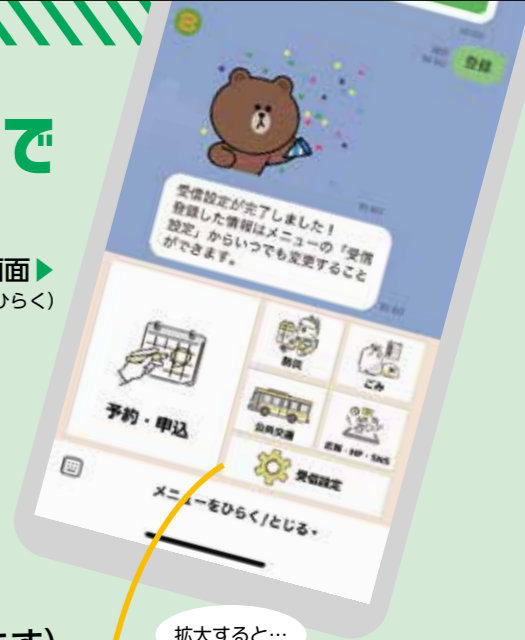 登録
で
受信設定が完了しました！
登録した情報はメニューの「受信
設定」からいつでも変更すること
ができます。
面▶
ひらく）
予約・申込
防災
ごみ
公共交通
広報・HP・SNS
受信設定
メニューをひらく/とじる
拡大すると…